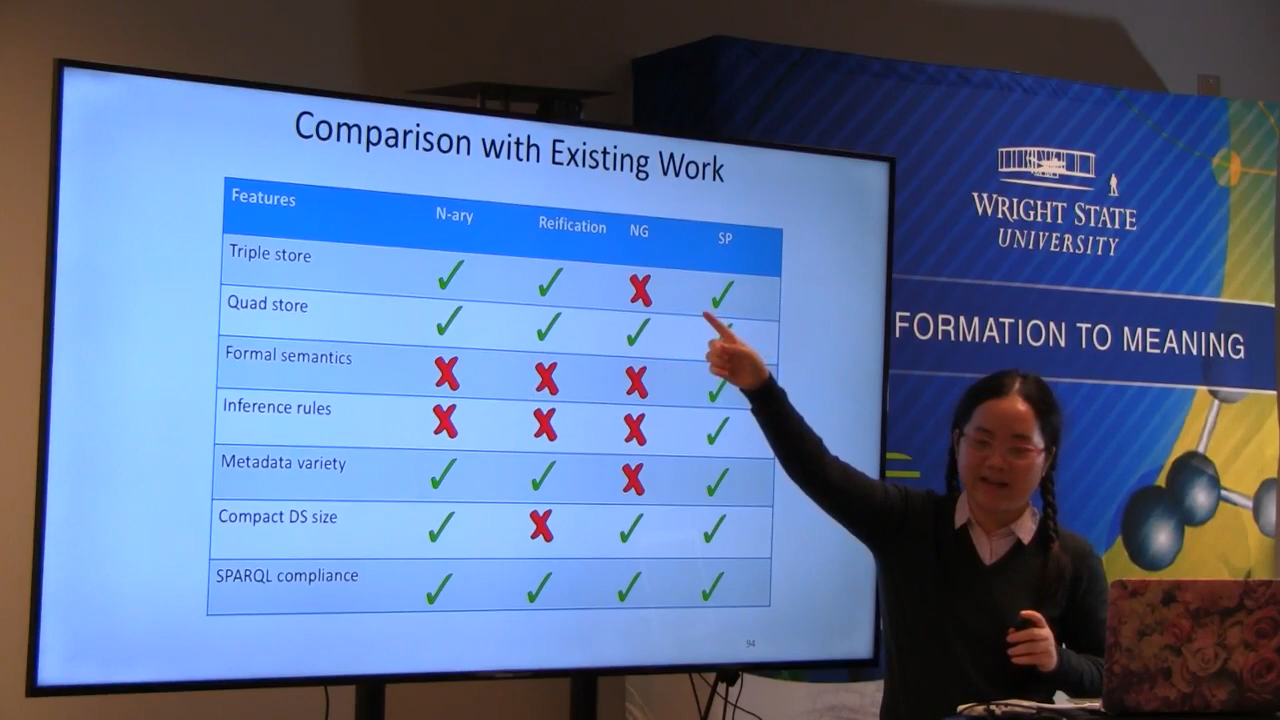 Comparison with Existing Work
Features N-ary Reification NG SP
Triple store ✓ ✓ ✗ ✓
Quad store ✓ ✓ ✓ ✓
Formal semantics ✗ ✗ ✗ ✓
Inference rules ✗ ✗ ✗ ✓
Metadata variety ✓ ✓ ✗ ✓
Compact DS size ✓ ✗ ✓ ✓
SPARQL compliance ✓ ✓ ✓ ✓
94
WRIGHT STATE
UNIVERSITY
FORMATION TO MEANING